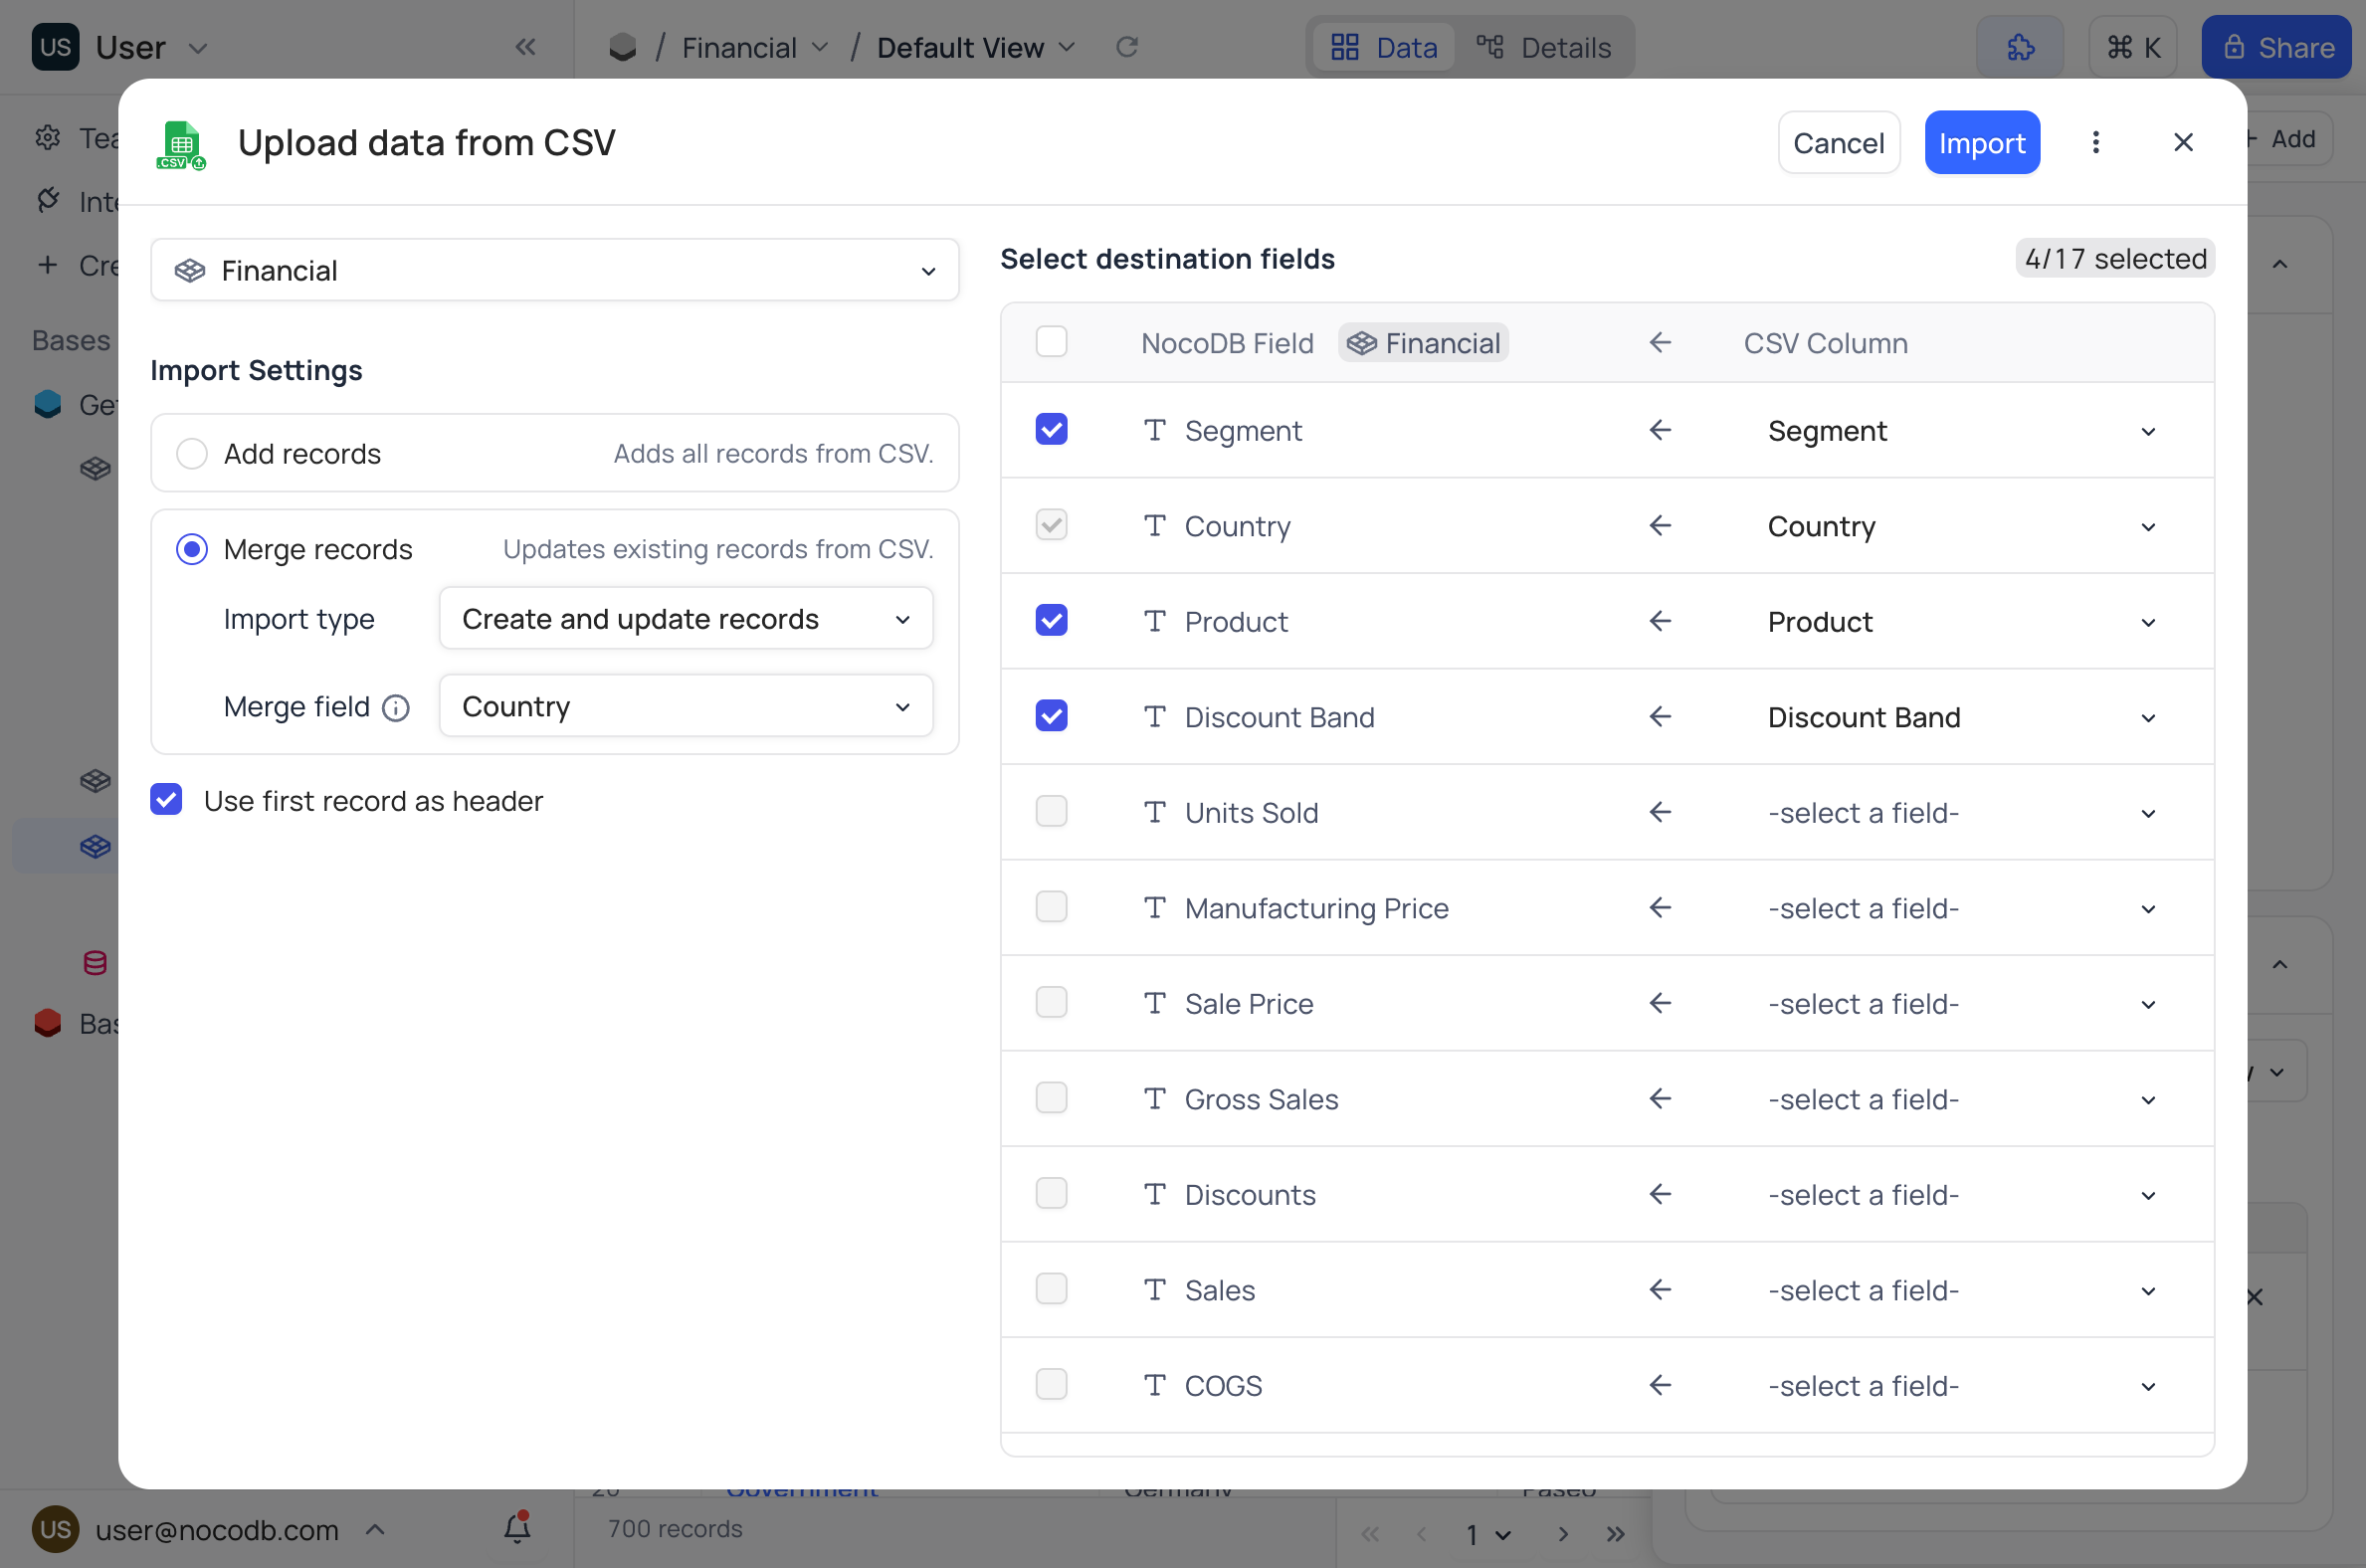 US User
/ Financial / Default View
Data Details
⌘ K
Share
Upload data from CSV
.CSV
Cancel Import
Add
Financial
Import Settings
Add records Adds all records from CSV.
Merge records Updates existing records from CSV.
Import type Create and update records
Merge field Country
Use first record as header
Select destination fields 4/17 selected
NocoDB Field Financial CSV Column
Segment Segment
Country Country
Product Product
Discount Band Discount Band
Units Sold -select a field-
Manufacturing Price -select a field-
Sale Price -select a field-
Gross Sales -select a field-
Discounts -select a field-
Sales -select a field-
COGS -select a field-
Bases
Government Germany Paseo
US user@nocodb.com
700 records
1